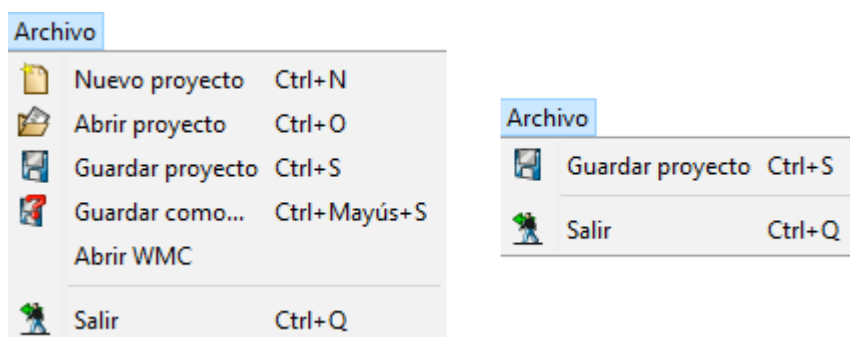 Archivo
Nuevo proyecto Ctrl+N
Abrir proyecto Ctrl+O
Guardar proyecto Ctrl+S
Guardar como... Ctrl+Mayús+S
Abrir WMC
Salir Ctrl+Q
Archivo
Guardar proyecto Ctrl+S
Salir Ctrl+Q